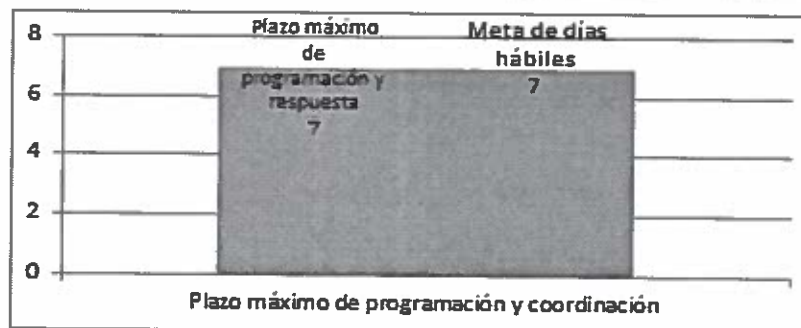 8
6
4
2
0
Plazo máximo
de
programación y
respuesta
7
Meta de días
hábiles
7
Plazo máximo de programación y coordinación